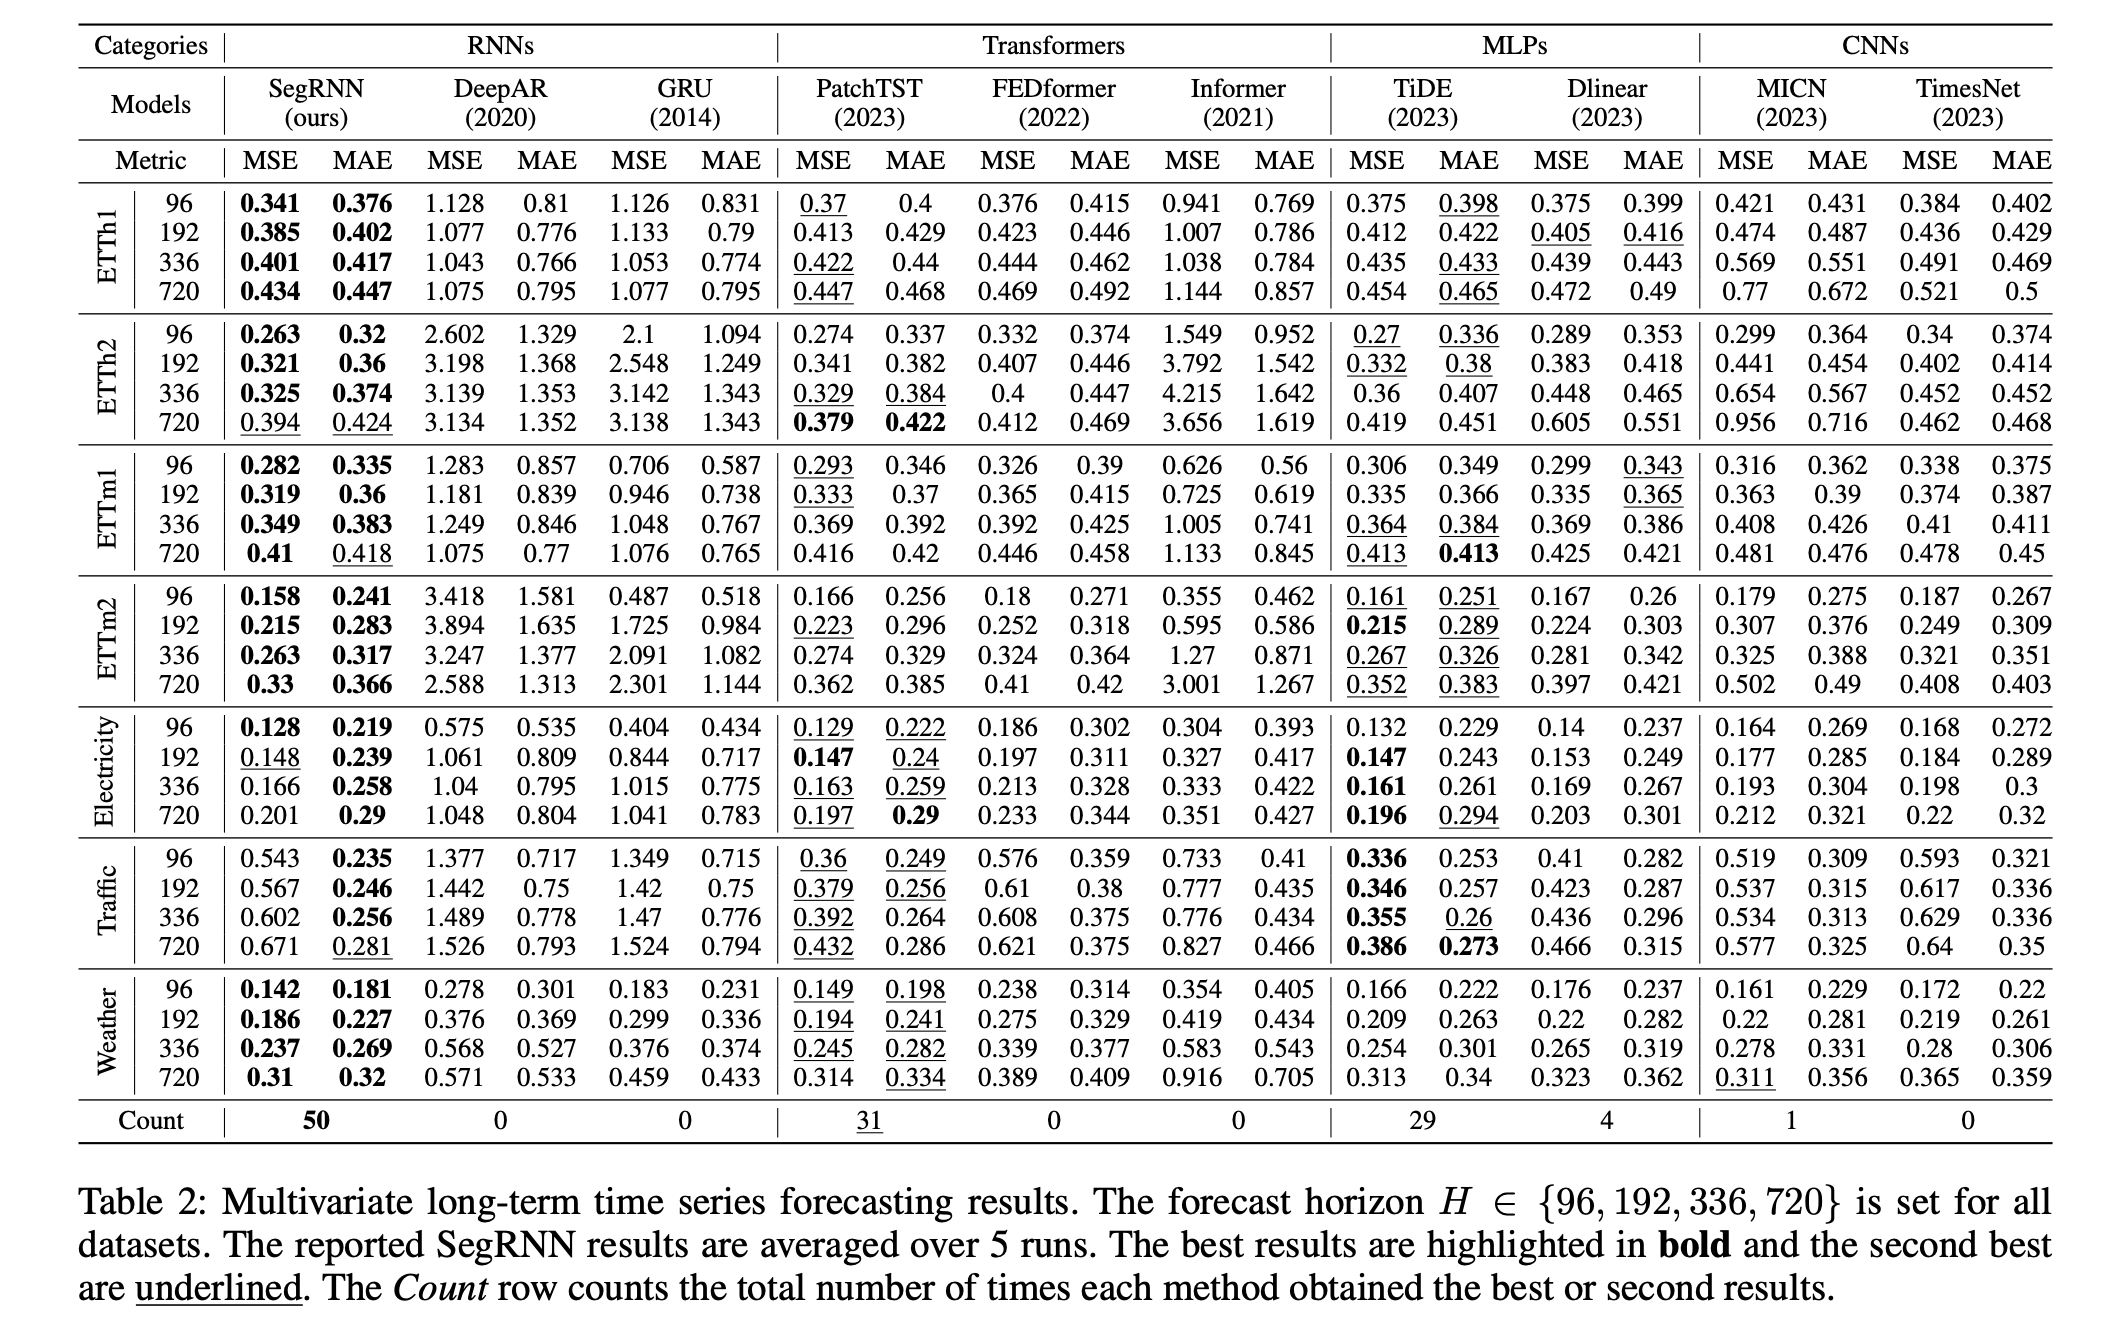 Categories RNNs Transformers MLPs CNNs
Models SegRNN (ours) DeepAR (2020) GRU (2014) PatchTST (2023) FEDformer (2022) Informer (2021) TiDE (2023) Dlinear (2023) MICN (2023) TimesNet (2023)
Metric MSE MAE MSE MAE MSE MAE MSE MAE MSE MAE MSE MAE MSE MAE MSE MAE MSE MAE MSE MAE
ETTh1
96 0.341 0.376 1.128 0.81 1.126 0.831 0.37 0.4 0.376 0.415 0.941 0.769 0.375 0.398 0.375 0.399 0.421 0.431 0.384 0.402
192 0.385 0.402 1.077 0.776 1.133 0.79 0.413 0.429 0.423 0.446 1.007 0.786 0.412 0.422 0.405 0.416 0.474 0.487 0.436 0.429
336 0.401 0.417 1.043 0.766 1.053 0.774 0.422 0.44 0.444 0.462 1.038 0.784 0.435 0.433 0.439 0.443 0.569 0.551 0.491 0.469
720 0.434 0.447 1.075 0.795 1.077 0.795 0.447 0.468 0.469 0.492 1.144 0.857 0.454 0.465 0.472 0.49 0.77 0.672 0.521 0.5
ETTh2
96 0.263 0.32 2.602 1.329 2.1 1.094 0.274 0.337 0.332 0.374 1.549 0.952 0.27 0.336 0.289 0.353 0.299 0.364 0.34 0.374
192 0.321 0.36 3.198 1.368 2.548 1.249 0.341 0.382 0.407 0.446 3.792 1.542 0.332 0.38 0.383 0.418 0.441 0.454 0.402 0.414
336 0.325 0.374 3.139 1.353 3.142 1.343 0.329 0.384 0.4 0.447 4.215 1.642 0.36 0.407 0.448 0.465 0.654 0.567 0.452 0.452
720 0.394 0.424 3.134 1.352 3.138 1.343 0.379 0.422 0.412 0.469 3.656 1.619 0.419 0.451 0.605 0.551 0.956 0.716 0.462 0.468
ETTm1
96 0.282 0.335 1.283 0.857 0.706 0.587 0.293 0.346 0.326 0.39 0.626 0.56 0.306 0.349 0.299 0.343 0.316 0.362 0.338 0.375
192 0.319 0.36 1.181 0.839 0.946 0.738 0.333 0.37 0.365 0.415 0.725 0.619 0.335 0.366 0.335 0.365 0.363 0.39 0.374 0.387
336 0.349 0.383 1.249 0.846 1.048 0.767 0.369 0.392 0.392 0.425 1.005 0.741 0.364 0.384 0.369 0.386 0.408 0.426 0.41 0.411
720 0.41 0.418 1.075 0.77 1.076 0.765 0.416 0.42 0.446 0.458 1.133 0.845 0.413 0.413 0.425 0.421 0.481 0.476 0.478 0.45
ETTm2
96 0.158 0.241 3.418 1.581 0.487 0.518 0.166 0.256 0.18 0.271 0.355 0.462 0.161 0.251 0.167 0.26 0.179 0.275 0.187 0.267
192 0.215 0.283 3.894 1.635 1.725 0.984 0.223 0.296 0.252 0.318 0.595 0.586 0.215 0.289 0.224 0.303 0.307 0.376 0.249 0.309
336 0.263 0.317 3.247 1.377 2.091 1.082 0.274 0.329 0.324 0.364 1.27 0.871 0.267 0.326 0.281 0.342 0.325 0.388 0.321 0.351
720 0.33 0.366 2.588 1.313 2.301 1.144 0.362 0.385 0.41 0.42 3.001 1.267 0.352 0.383 0.397 0.421 0.502 0.49 0.408 0.403
Electricity
96 0.128 0.219 0.575 0.535 0.404 0.434 0.129 0.222 0.186 0.302 0.304 0.393 0.132 0.229 0.14 0.237 0.164 0.269 0.168 0.272
192 0.148 0.239 1.061 0.809 0.844 0.717 0.147 0.24 0.197 0.311 0.327 0.417 0.147 0.243 0.153 0.249 0.177 0.285 0.184 0.289
336 0.166 0.258 1.04 0.795 1.015 0.775 0.163 0.259 0.213 0.328 0.333 0.422 0.161 0.261 0.169 0.267 0.193 0.304 0.198 0.3
720 0.201 0.29 1.048 0.804 1.041 0.783 0.197 0.29 0.233 0.344 0.351 0.427 0.196 0.294 0.203 0.301 0.212 0.321 0.22 0.32
Traffic
96 0.543 0.235 1.377 0.717 1.349 0.715 0.36 0.249 0.576 0.359 0.733 0.41 0.336 0.253 0.41 0.282 0.519 0.309 0.593 0.321
192 0.567 0.246 1.442 0.75 1.42 0.75 0.379 0.256 0.61 0.38 0.777 0.435 0.346 0.257 0.423 0.287 0.537 0.315 0.617 0.336
336 0.602 0.256 1.489 0.778 1.47 0.776 0.392 0.264 0.608 0.375 0.776 0.434 0.355 0.26 0.436 0.296 0.534 0.313 0.629 0.336
720 0.671 0.281 1.526 0.793 1.524 0.794 0.432 0.286 0.621 0.375 0.827 0.466 0.386 0.273 0.466 0.315 0.577 0.325 0.64 0.35
Weather
96 0.142 0.181 0.278 0.301 0.183 0.231 0.149 0.198 0.238 0.314 0.354 0.405 0.166 0.222 0.176 0.237 0.161 0.229 0.172 0.22
192 0.186 0.227 0.376 0.369 0.299 0.336 0.194 0.241 0.275 0.329 0.419 0.434 0.209 0.263 0.22 0.282 0.22 0.281 0.219 0.261
336 0.237 0.269 0.568 0.527 0.376 0.374 0.245 0.282 0.339 0.377 0.583 0.543 0.254 0.301 0.265 0.319 0.278 0.331 0.28 0.306
720 0.31 0.32 0.571 0.533 0.459 0.433 0.314 0.334 0.389 0.409 0.916 0.705 0.313 0.34 0.323 0.362 0.311 0.356 0.365 0.359
Count 50 0 0 31 0 0 29 4 1 0
Table 2: Multivariate long-term time series forecasting results. The forecast horizon H ∈ {96, 192, 336, 720} is set for all
datasets. The reported SegRNN results are averaged over 5 runs. The best results are highlighted in bold and the second best
are underlined. The Count row counts the total number of times each method obtained the best or second results.